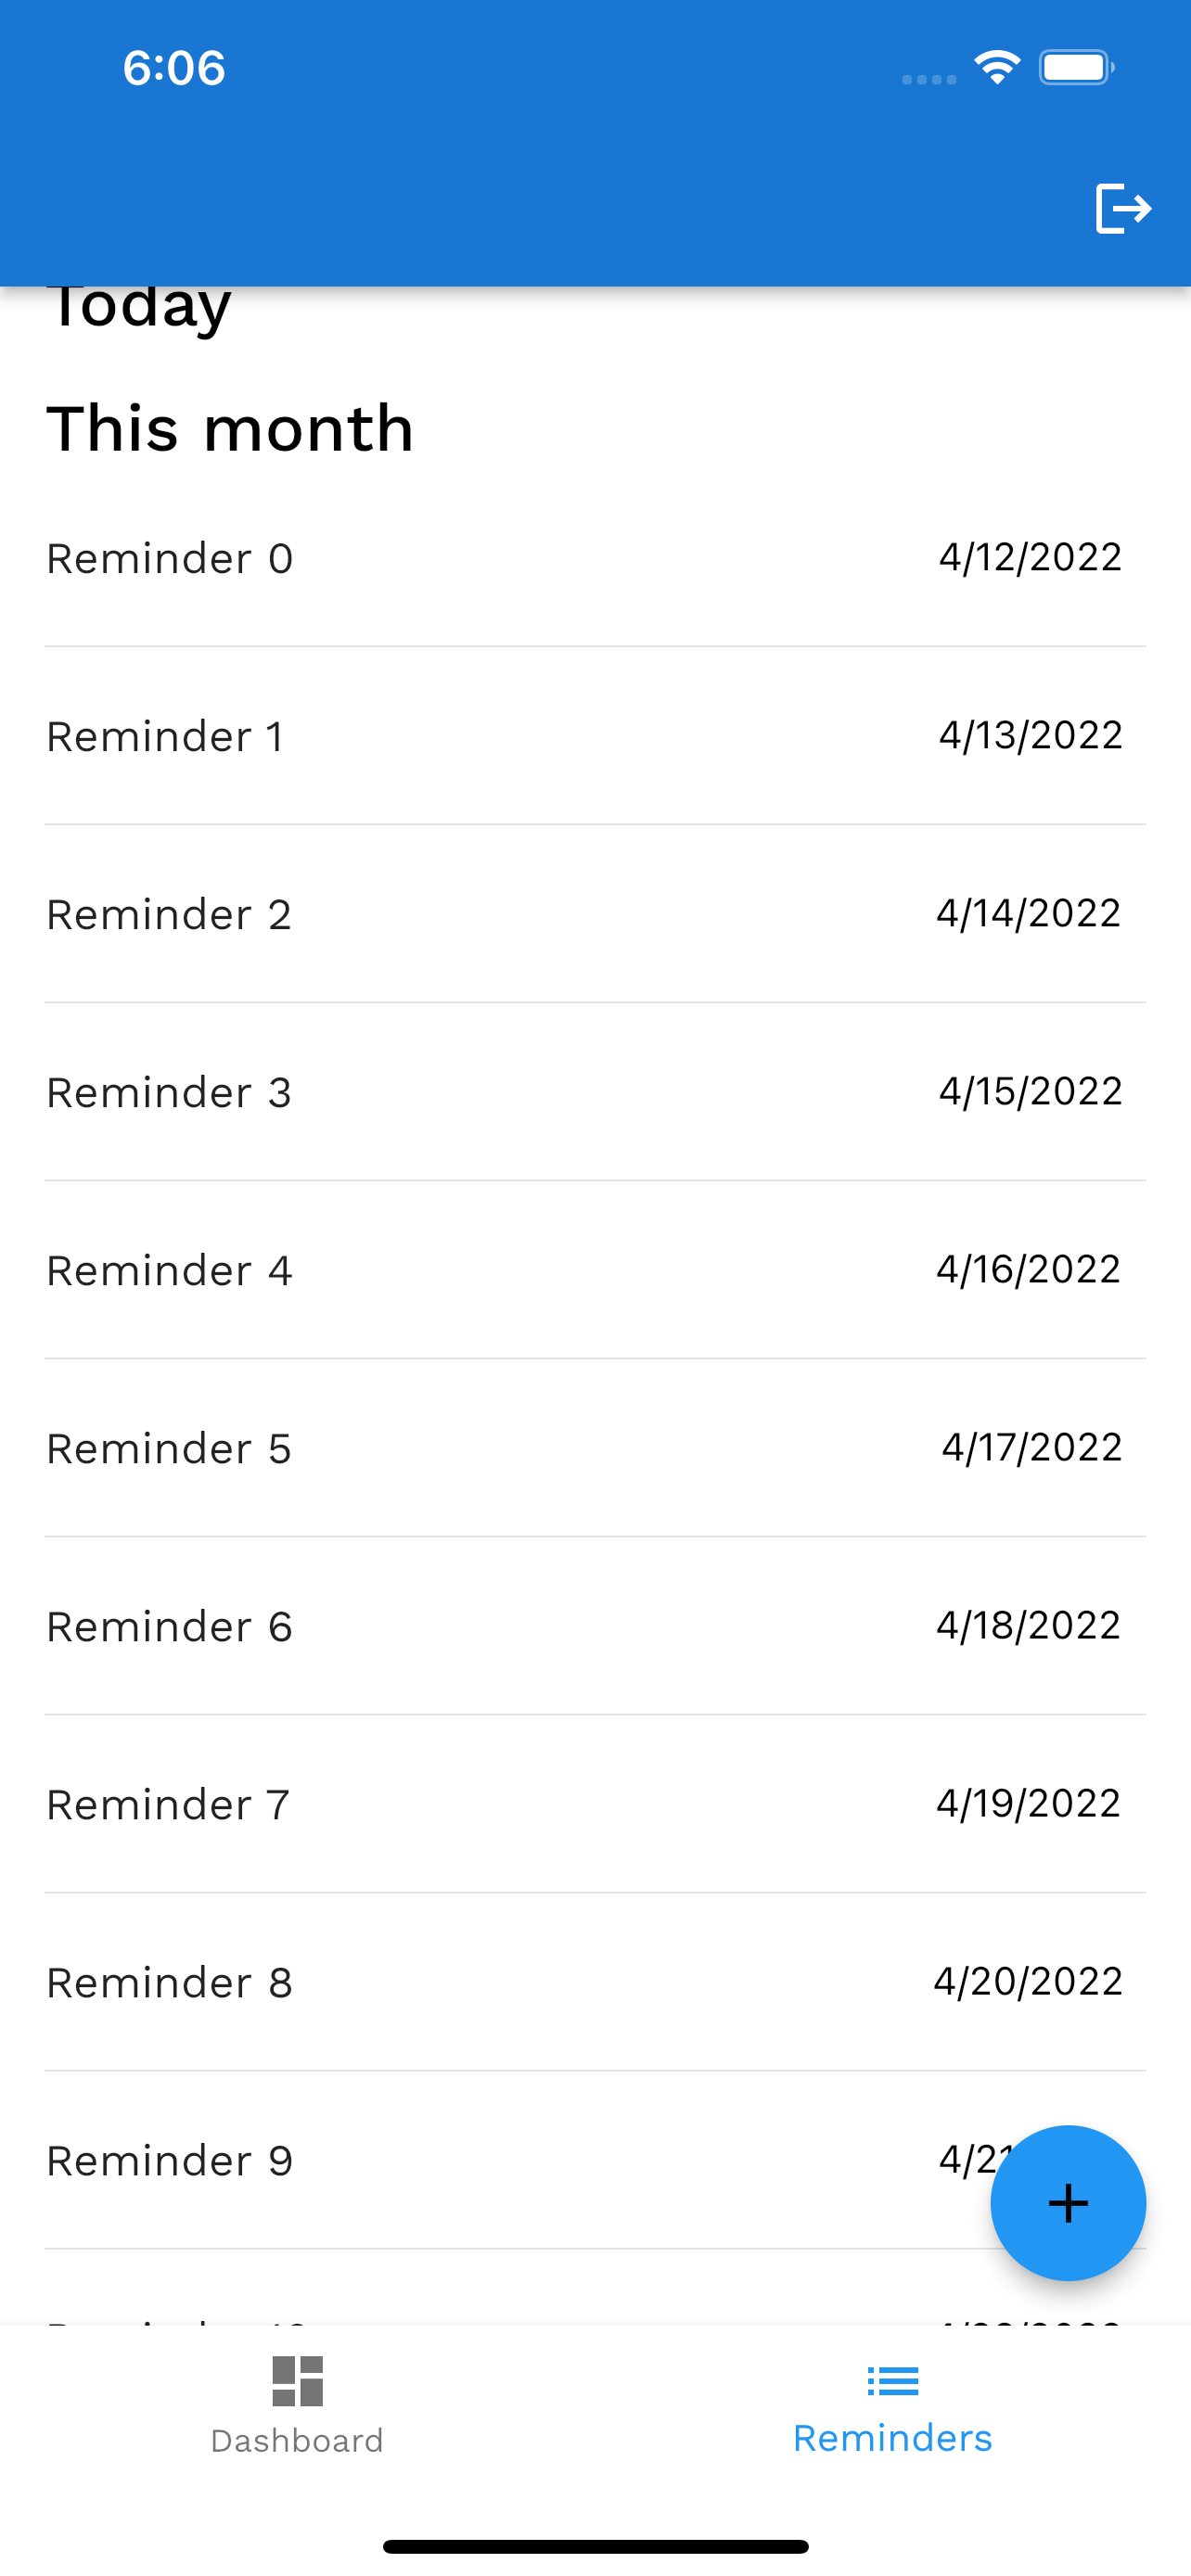 6:06
Today
This month
Reminder 0 4/12/2022
Reminder 1 4/13/2022
Reminder 2 4/14/2022
Reminder 3 4/15/2022
Reminder 4 4/16/2022
Reminder 5 4/17/2022
Reminder 6 4/18/2022
Reminder 7 4/19/2022
Reminder 8 4/20/2022
Reminder 9 4/21
Dashboard
Reminders